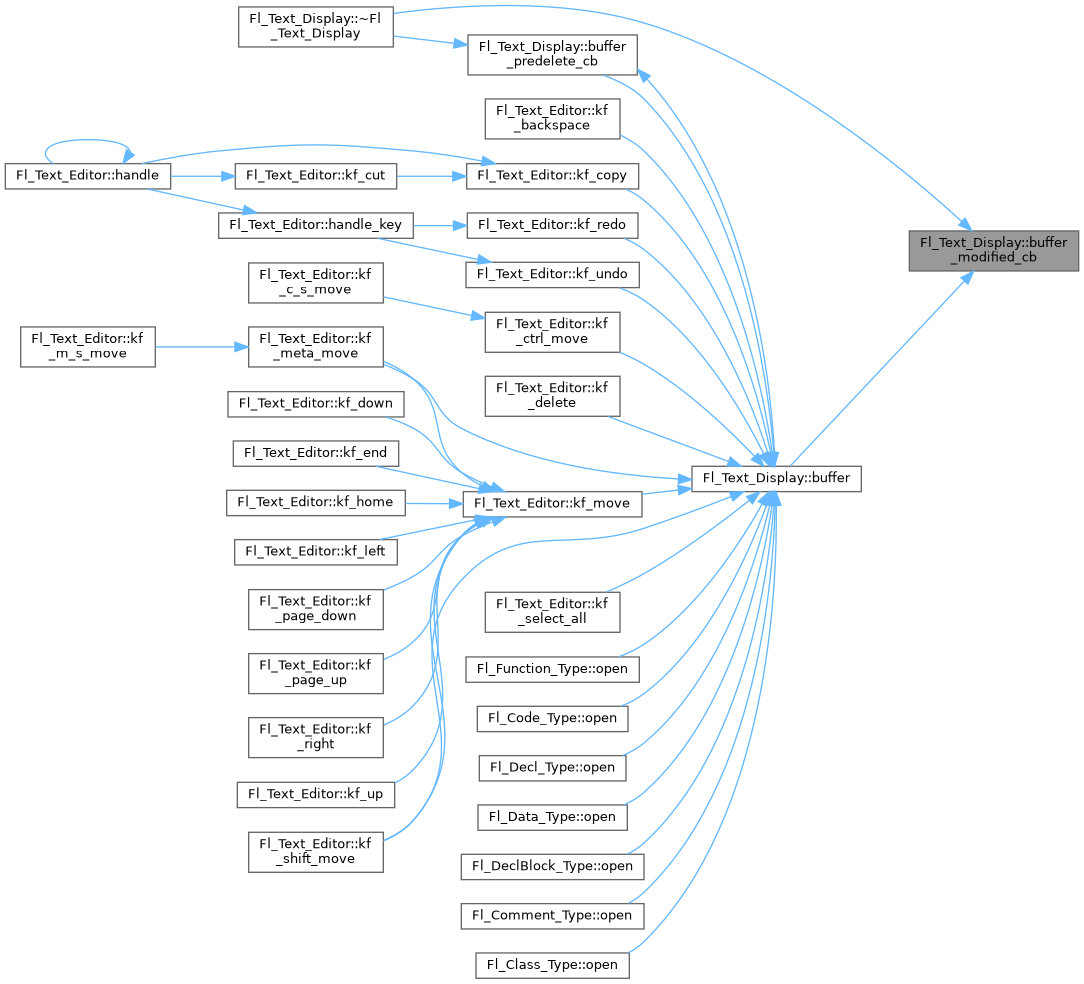 Fl_Text_Display::~Fl
_Text_Display
Fl_Text_Display::buffer
_predelete_cb
Fl_Text_Editor::kf
_backspace
Fl_Text_Editor::handle
Fl_Text_Editor::kf_cut
Fl_Text_Editor::kf_copy
Fl_Text_Editor::handle_key
Fl_Text_Editor::kf_redo
Fl_Text_Display::buffer
_modified_cb
Fl_Text_Editor::kf
_c_s_move
Fl_Text_Editor::kf_undo
Fl_Text_Editor::kf
_m_s_move
Fl_Text_Editor::kf
_meta_move
Fl_Text_Editor::kf
_ctrl_move
Fl_Text_Editor::kf_down
Fl_Text_Editor::kf
_delete
Fl_Text_Editor::kf_end
Fl_Text_Display::buffer
Fl_Text_Editor::kf_home
Fl_Text_Editor::kf_move
Fl_Text_Editor::kf_left
Fl_Text_Editor::kf
_page_down
Fl_Text_Editor::kf
_select_all
Fl_Text_Editor::kf
_page_up
Fl_Function_Type::open
Fl_Text_Editor::kf
_right
Fl_Code_Type::open
Fl_Decl_Type::open
Fl_Text_Editor::kf_up
Fl_Data_Type::open
Fl_Text_Editor::kf
_shift_move
Fl_DeclBlock_Type::open
Fl_Comment_Type::open
Fl_Class_Type::open